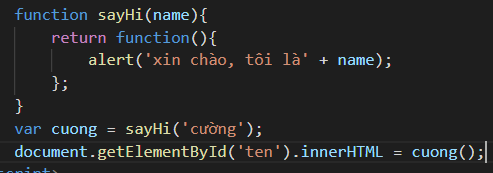 function sayHi(name){
return function(){
alert('xin chào, tôi là' + name);
};
}
var cuong = sayHi('cường');
document.getElementById('ten').innerHTML = cuong();